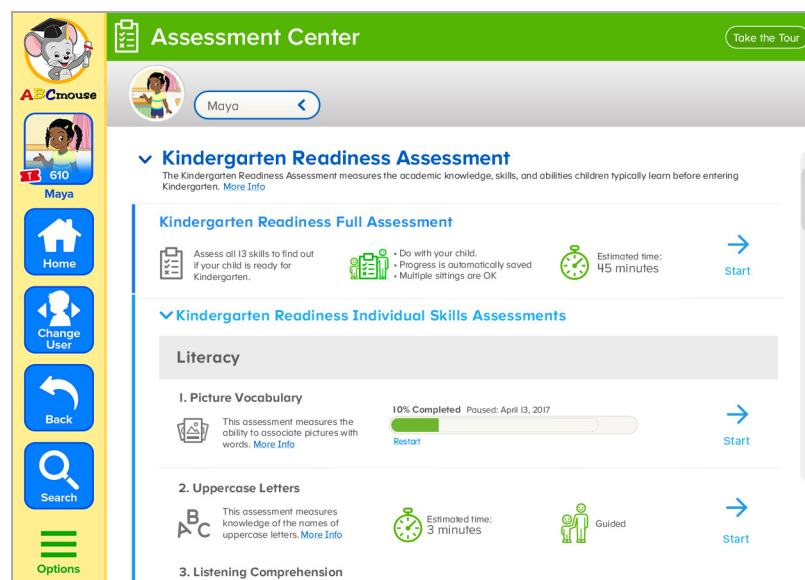 Assessment Center
Take the Tour
ABCmouse
Maya
T 610
Maya
Home
Change
User
Back
Search
Options
Kindergarten Readiness Assessment
The Kindergarten Readiness Assessment measures the academic knowledge, skills, and abilities children typically learn before entering
Kindergarten. More Info
Kindergarten Readiness Full Assessment
Assess all 13 skills to find out
if your child is ready for
Kindergarten.
• Do with your child.
• Progress is automatically saved
• Multiple sittings are OK
Estimated time:
45 minutes
Start
Kindergarten Readiness Individual Skills Assessments
Literacy
1. Picture Vocabulary
This assessment measures the
ability to associate pictures with
words. More Info
10% Completed Paused: April 13, 2017
Restart
Start
2. Uppercase Letters
ABC
This assessment measures
knowledge of the names of
uppercase letters. More Info
Estimated time:
3 minutes
Guided
Start
3. Listening Comprehension